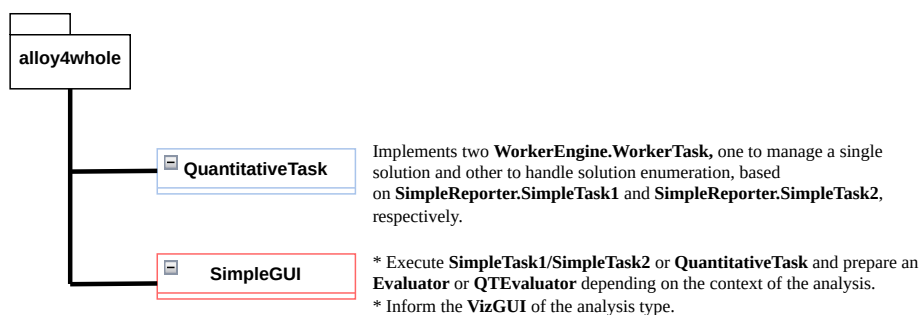 alloy4whole
QuantitativeTask
Implements two WorkerEngine.WorkerTask, one to manage a single
solution and other to handle solution enumeration, based
on SimpleReporter.SimpleTask1 and SimpleReporter.SimpleTask2,
respectively.
SimpleGUI
* Execute SimpleTask1/SimpleTask2 or QuantitativeTask and prepare an
Evaluator or QTEvaluator depending on the context of the analysis.
* Inform the VizGUI of the analysis type.